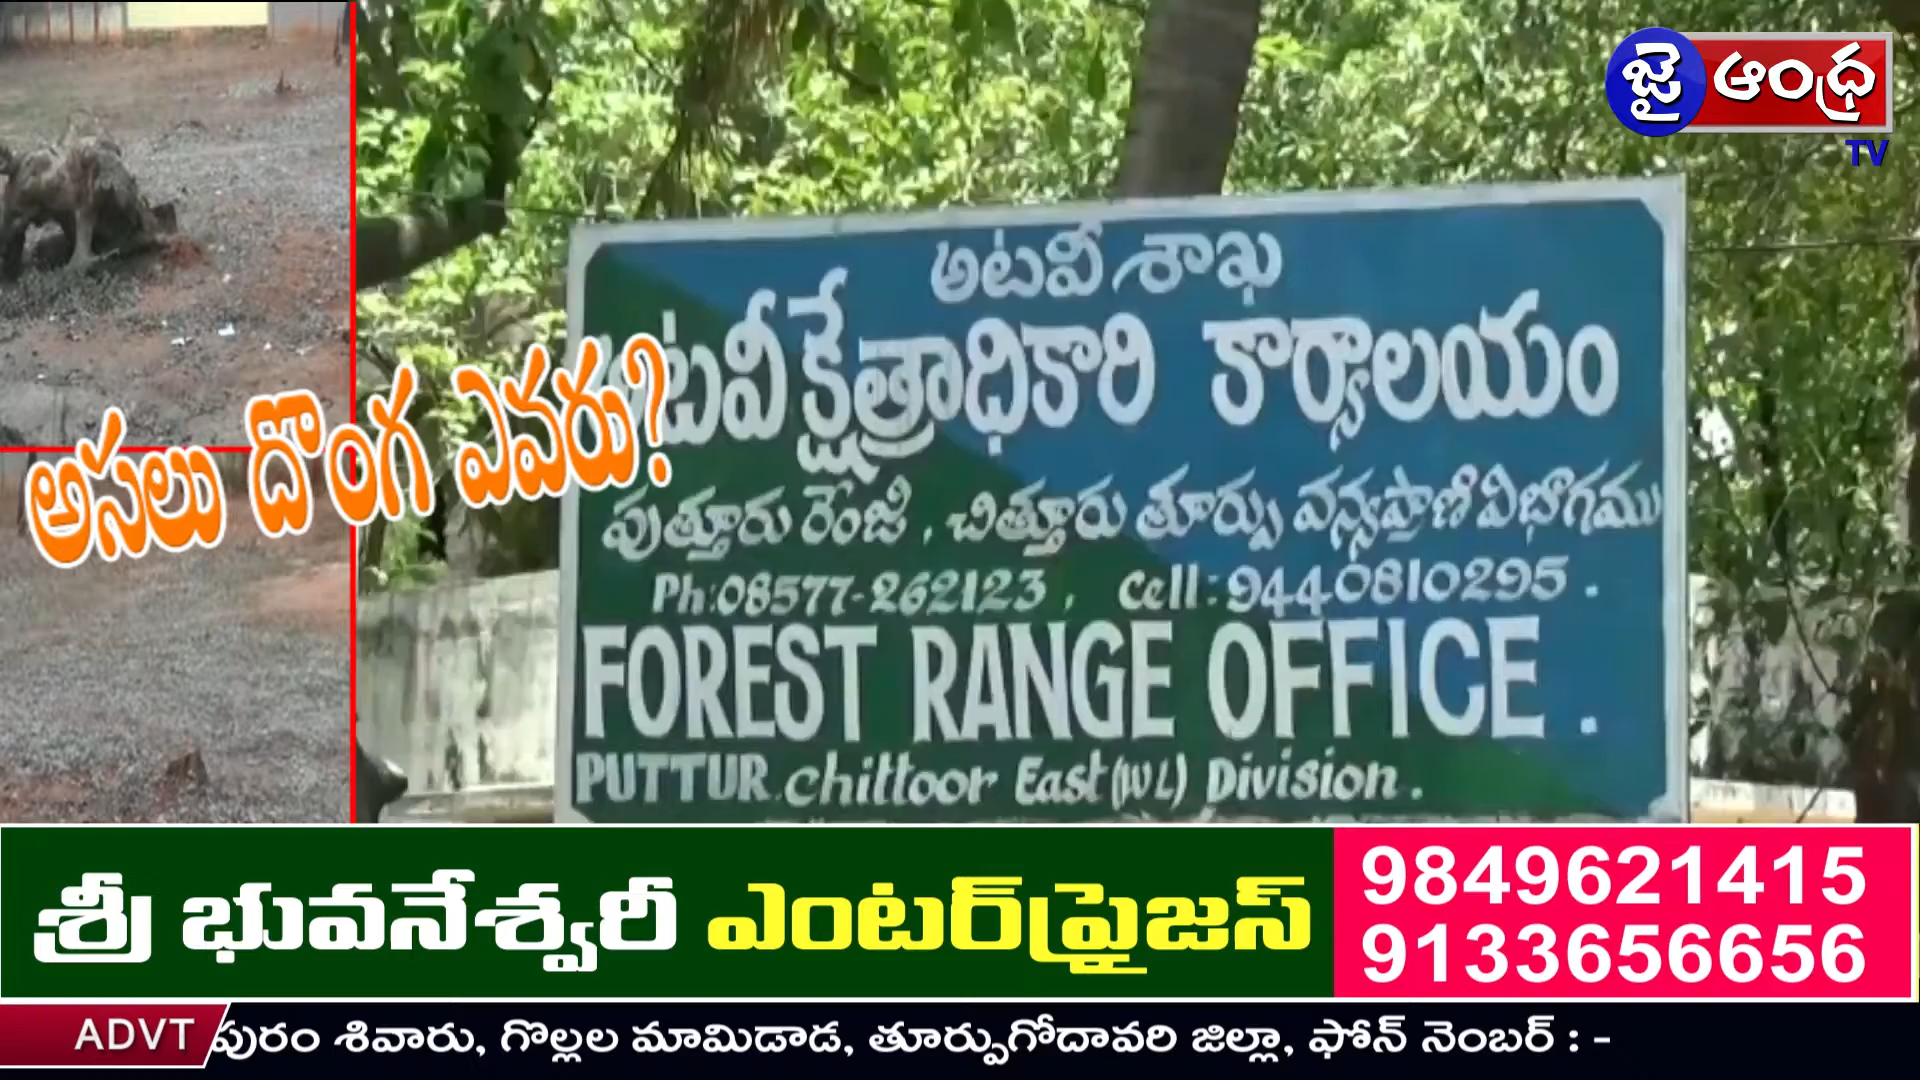 జై ఆంధ్ర
TV
అటవీ శాఖ
అటవీ క్షేత్రాధికారి కార్యాలయం
అసలు దొంగ ఎవరు?
పుత్తూరు రేంజి, చిత్తూరు తూర్పు వన్యప్రాణి విభాగము
Ph:08577-262123, Cell:9440810295.
FOREST RANGE OFFICE.
PUTTUR. Chittoor East (WL) Division.
శ్రీ భువనేశ్వరీ ఎంటర్‌ప్రైజస్
9849621415
9133656656
ADVT పురం శివారు, గొల్లల మామిడాడ, తూర్పుగోదావరి జిల్లా, ఫోన్ నెంబర్ : -